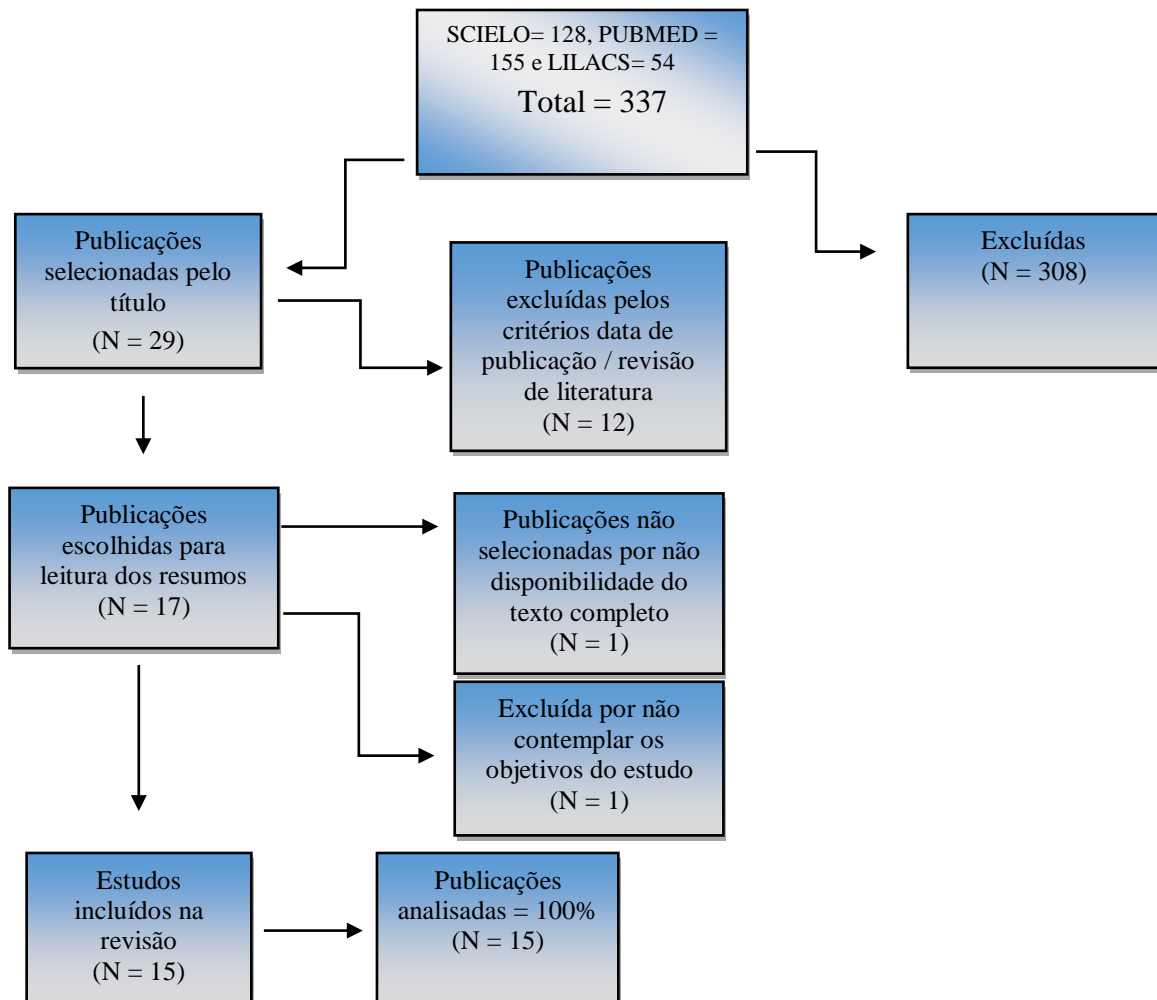 SCIELO= 128, PUBMED =
155 e LILACS= 54
Total = 337
Publicações
selecionadas pelo
título
(N = 29)
Publicações
excluídas pelos
critérios data de
publicação / revisão
de literatura
(N = 12)
Excluídas
(N = 308)
Publicações
escolhidas para
leitura dos resumos
(N = 17)
Publicações não
selecionadas por não
disponibilidade do
texto completo
(N = 1)
Excluída por não
contemplar os
objetivos do estudo
(N = 1)
Estudos
incluídos na
revisão
(N = 15)
Publicações
analisadas = 100%
(N = 15)